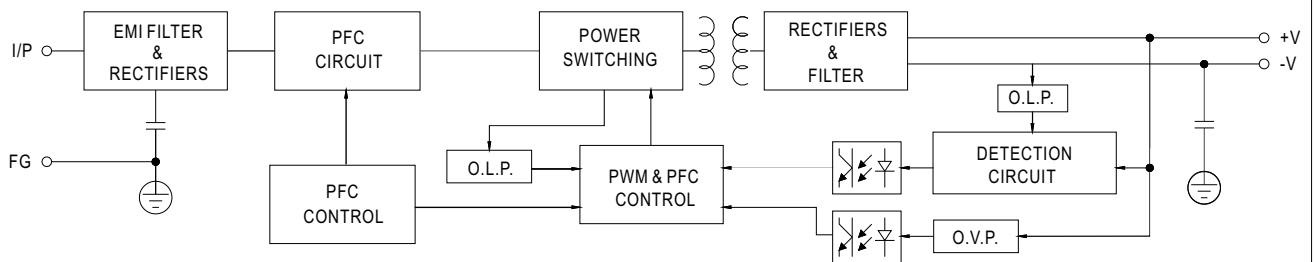 I/P
EMI FILTER
&
RECTIFIERS
PFC
CIRCUIT
POWER
SWITCHING
RECTIFIERS
&
FILTER
+V
-V
O.L.P.
FG
PFC
CONTROL
O.L.P.
PWM & PFC
CONTROL
DETECTION
CIRCUIT
O.V.P.